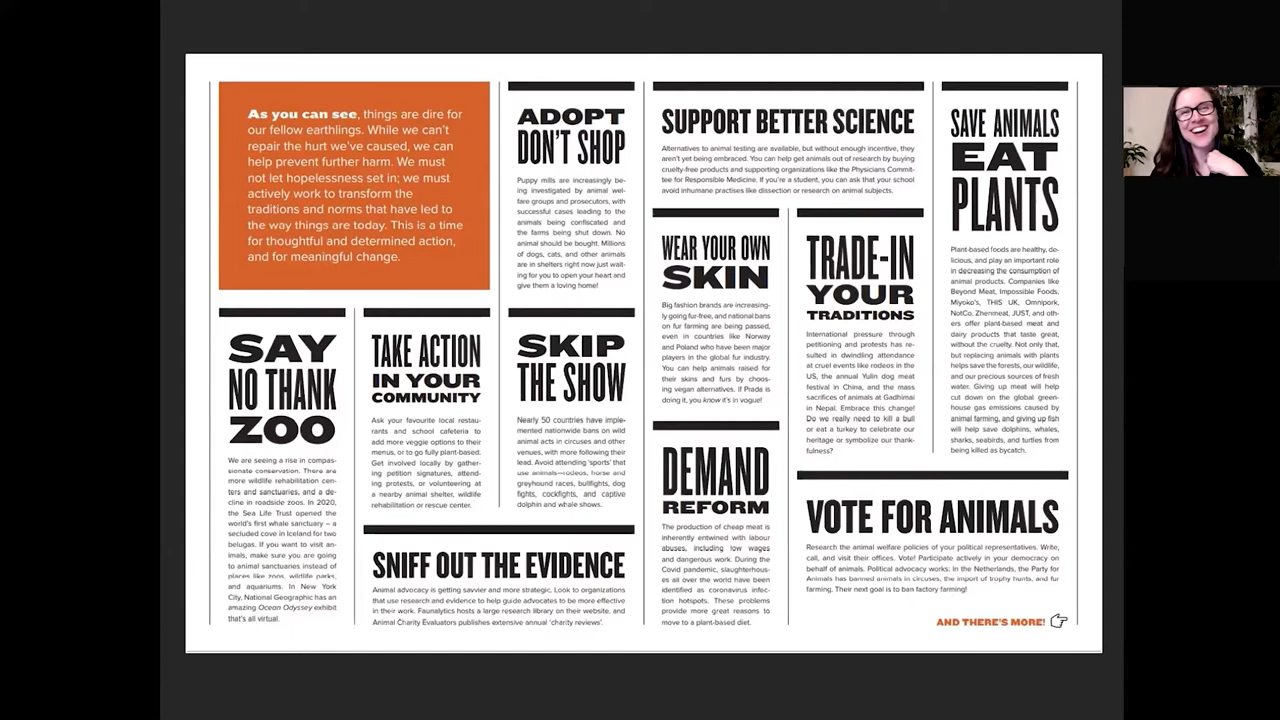 As you can see, things are dire for
our fellow earthlings. While we can't
repair the hurt we've caused, we can
help prevent further harm. We must
not let hopelessness set in; we must
actively work to transform the
traditions and norms that have led to
the way things are today. This is a time
for thoughtful and determined action,
and for meaningful change.
SAY
NO THANK
ZOO
We are seeing a rise in compas-
sionate conservation. There are
more wildlife rehabilitation cen-
ters and sanctuaries, and a de-
cline in roadside zoos. In 2020,
the Sea Life Trust opened the
world's first whale sanctuary – a
secluded cove in Iceland for two
belugas. If you want to visit an-
imals, make sure you are going
to animal sanctuaries instead of
places like zoos, wildlife parks,
and aquariums. In New York
City, National Geographic has an
amazing Ocean Odyssey exhibit
that's all virtual.
TAKE ACTION
IN YOUR
COMMUNITY
Ask your favourite local restau-
rants and school cafeteria to
add more veggie options to their
menus, or to go fully plant-based.
Get involved locally by gather-
ing petition signatures, attend-
ing protests, or volunteering at
a nearby animal shelter, wildlife
rehabilitation or rescue center.
ADOPT
DON'T SHOP
Puppy mills are increasingly be-
ing investigated by animal wel-
fare groups and prosecutors, with
successful cases leading to the
animals being confiscated and
the farms being shut down. No
animal should be bought. Millions
of dogs, cats, and other animals
are in shelters right now just wait-
ing for you to open your heart and
give them a loving home!
SKIP
THE SHOW
Nearly 50 countries have imple-
mented nationwide bans on wild
animal acts in circuses and other
venues, with more following their
lead. Avoid attending 'sports' that
use animals—rodeos, horse and
greyhound races, bullfights, dog
fights, cockfights, and captive
dolphin and whale shows.
SNIFF OUT THE EVIDENCE
Animal advocacy is getting savvier and more strategic. Look to organizations
that use research and evidence to help guide advocates to be more effective
in their work. Faunalytics hosts a large research library on their website, and
Animal Charity Evaluators publishes extensive annual 'charity reviews'.
SUPPORT BETTER SCIENCE
Alternatives to animal testing are available, but without enough incentive, they
aren't yet being embraced. You can help get animals out of research by buying
cruelty-free products and supporting organizations like the Physicians Commit-
tee for Responsible Medicine. If you're a student, you can ask that your school
avoid inhumane practises like dissection or research on animal subjects.
WEAR YOUR OWN
SKIN
Big fashion brands are increasing-
ly going fur-free, and national bans
on fur farming are being passed,
even in countries like Norway
and Poland who have been major
players in the global fur industry.
You can help animals raised for
their skins and furs by choos-
ing vegan alternatives. If Prada is
doing it, you know it's in vogue!
DEMAND
REFORM
The production of cheap meat is
inherently entwined with labour
abuses, including low wages
and dangerous work. During the
Covid pandemic, slaughterhous-
es all over the world have been
identified as coronavirus infec-
tion hotspots. These problems
provide more great reasons to
move to a plant-based diet.
TRADE-IN
YOUR
TRADITIONS
International pressure through
petitioning and protests has re-
sulted in dwindling attendance
at cruel events like rodeos in the
US, the annual Yulin dog meat
festival in China, and the mass
sacrifices of animals at Gadhimai
in Nepal. Embrace this change!
Do we really need to kill a bull
or eat a turkey to celebrate our
heritage or symbolize our thank-
fulness?
SAVE ANIMALS
EAT
PLANTS
Plant-based foods are healthy, de-
licious, and play an important role
in decreasing the consumption of
animal products. Companies like
Beyond Meat, Impossible Foods,
Miyoko's, THIS UK, Omnipork,
NotCo, Zhenmeat, JUST, and oth-
ers offer plant-based meat and
dairy products that taste great,
without the cruelty. Not only that,
but replacing animals with plants
helps save the forests, our wildlife,
and our precious sources of fresh
water. Giving up meat will help
cut down on the global green-
house gas emissions caused by
animal farming, and giving up fish
will help save dolphins, whales,
sharks, seabirds, and turtles from
being killed as bycatch.
VOTE FOR ANIMALS
Research the animal welfare policies of your political representatives. Write,
call, and visit their offices. Vote! Participate actively in your democracy on
behalf of animals. Political advocacy works: In the Netherlands, the Party for
Animals has banned animals in circuses, the import of trophy hunts, and fur
farming. Their next goal is to ban factory farming!
AND THERE'S MORE!